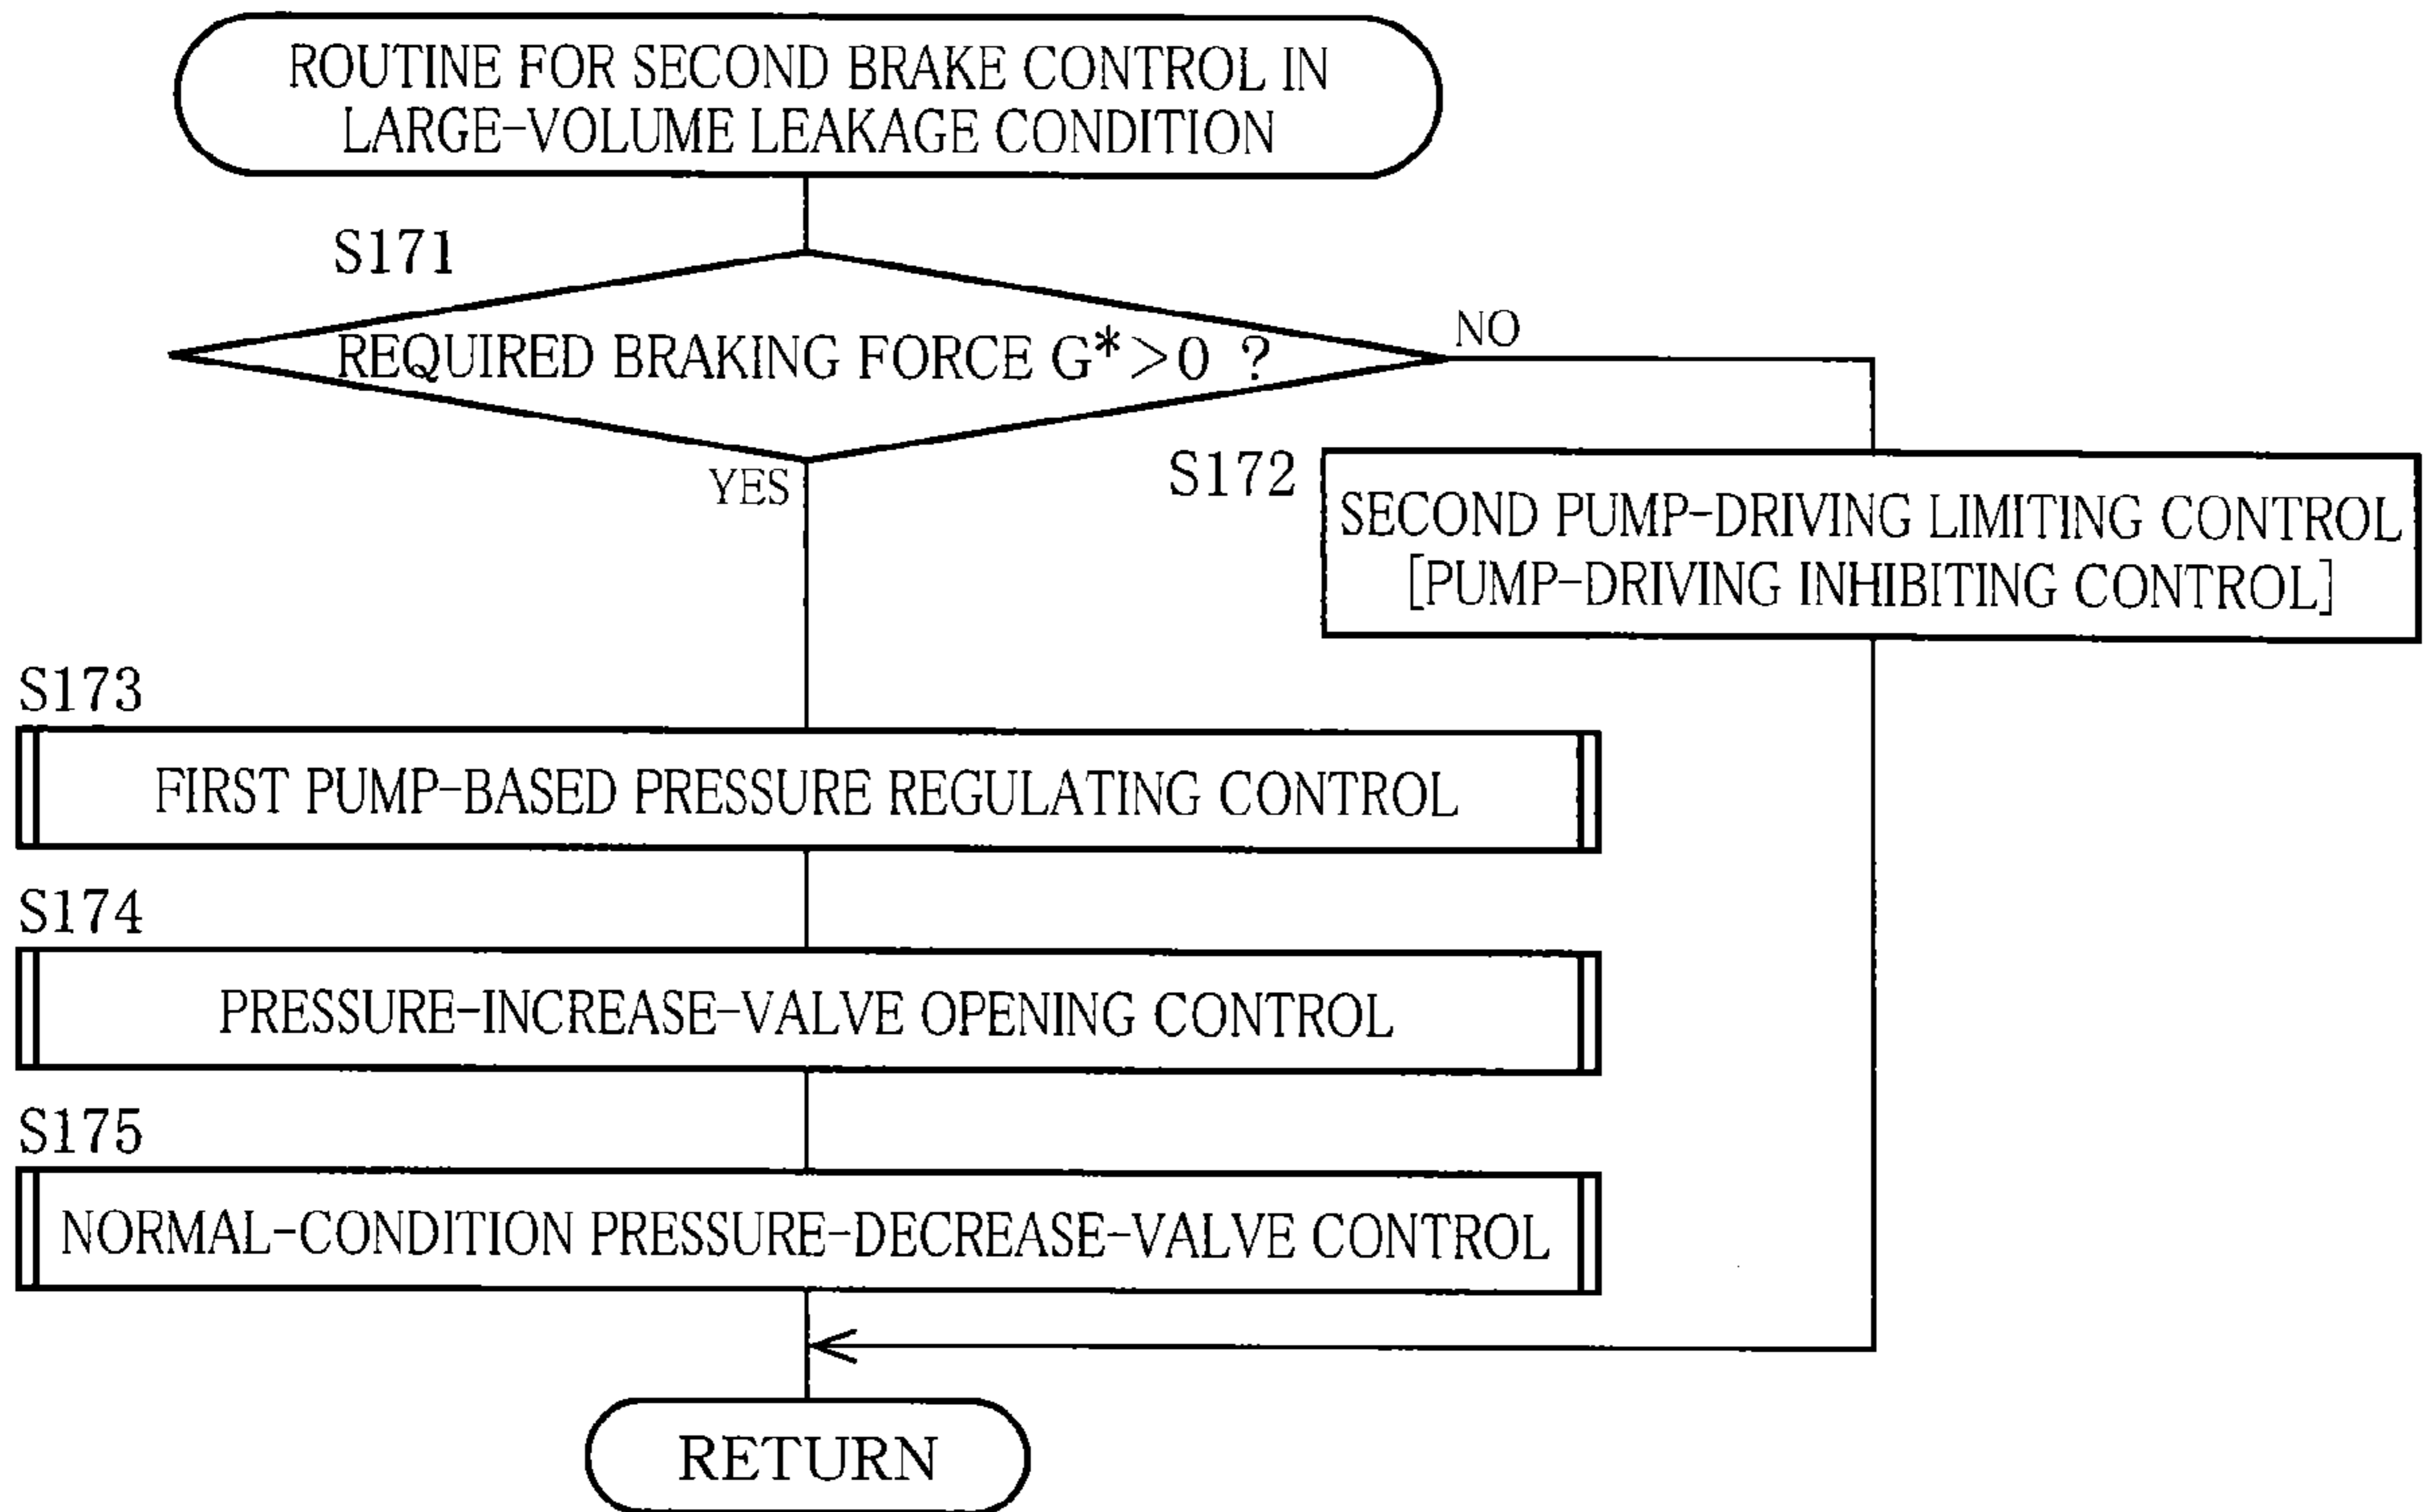 ROUTINE FOR SECOND BRAKE CONTROL IN
LARGE-VOLUME LEAKAGE CONDITION
S171
REQUIRED BRAKING FORCE G*>0 ?
NO
YES
S172
SECOND PUMP-DRIVING LIMITING CONTROL
[PUMP-DRIVING INHIBITING CONTROL]
S173
FIRST PUMP-BASED PRESSURE REGULATING CONTROL
S174
PRESSURE-INCREASE-VALVE OPENING CONTROL
S175
NORMAL-CONDITION PRESSURE-DECREASE-VALVE CONTROL
RETURN